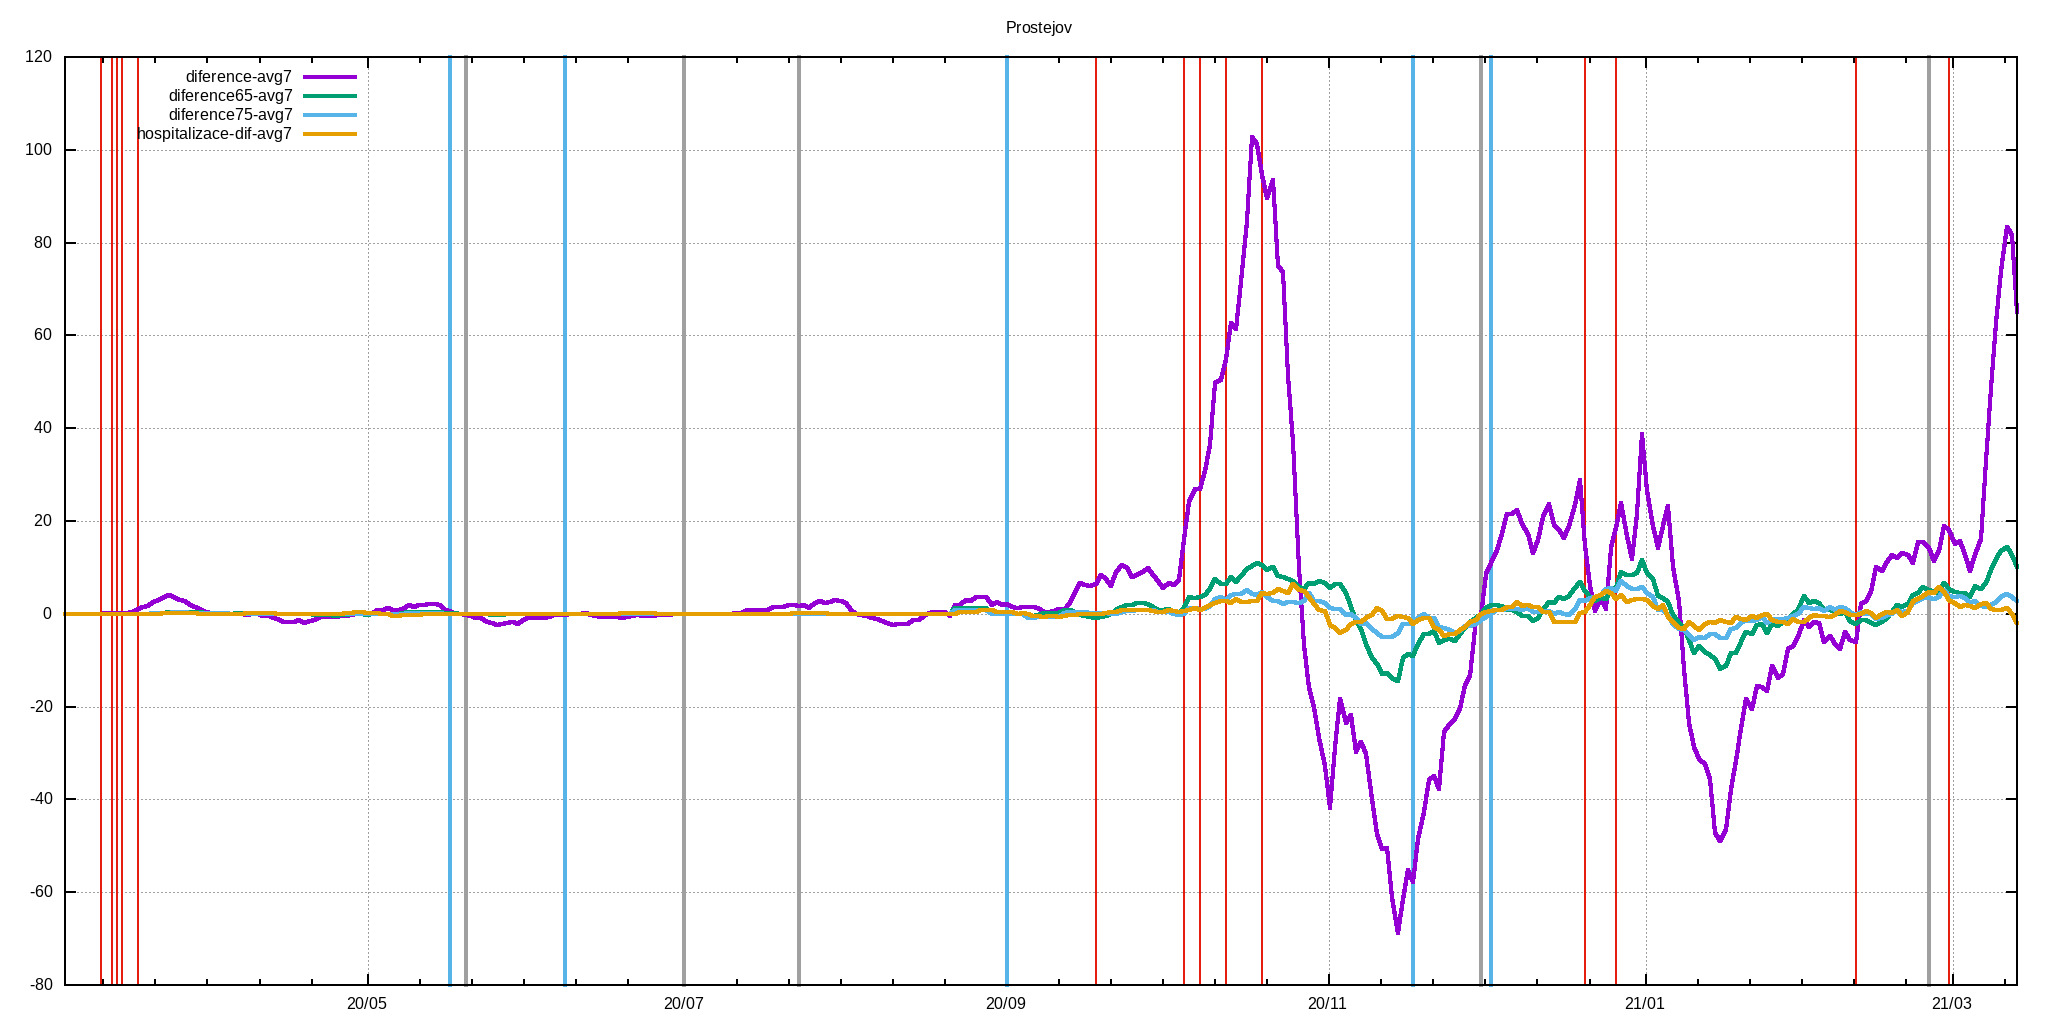 Prostejov
120
100
80
60
40
20
0
-20
-40
-60
-80
diference-avg7
diference65-avg7
diference75-avg7
hospitalizace-dif-avg7
20/05 20/07 20/09 20/11 21/01 21/03